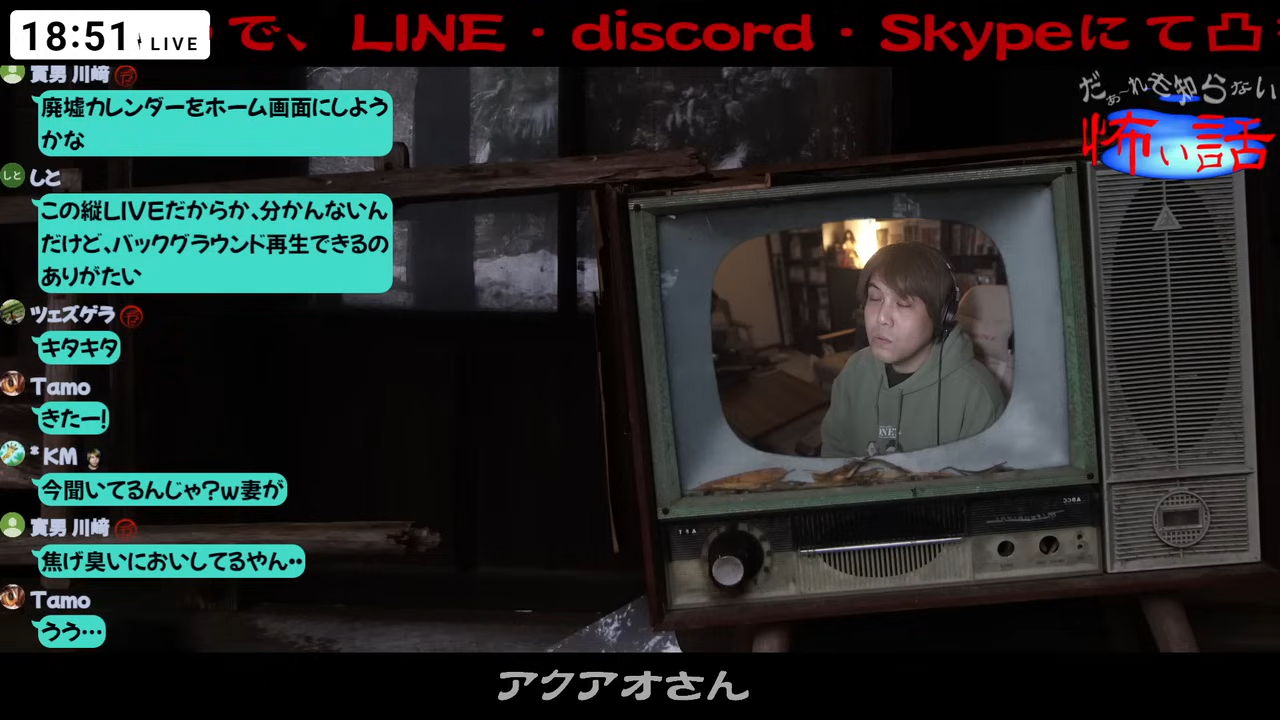 18:51 LIVE
で、LINE・discord・Skypeにて凸
だぁ～れも知らない
怖い話
寅男 川﨑
廃墟カレンダーをホーム画面にしよう
かな
しと
しと
この縦LIVEだからか、分かんないん
だけど、バックグラウンド再生できるの
ありがたい
ツェズゲラ
キタキタ
Tamo
きたー!
*KM
今聞いてるんじゃ?w妻が
寅男 川﨑
焦げ臭いにおいしてるやん••
Tamo
うう…
アクアオさん